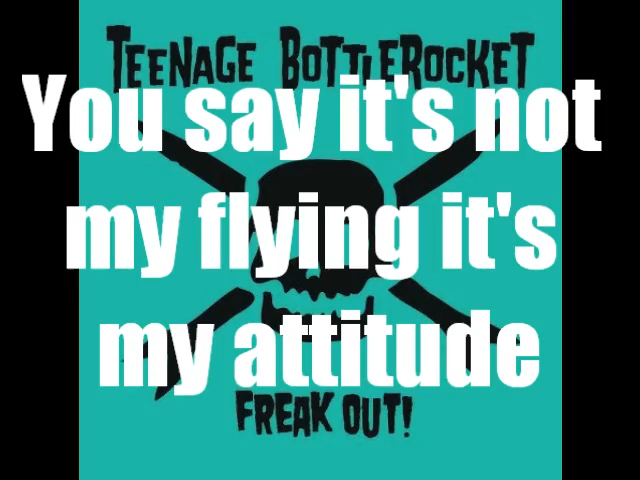 TEENAGE BOTTLEROCKET
You say it's not
my flying it's
my attitude
FREAK OUT!